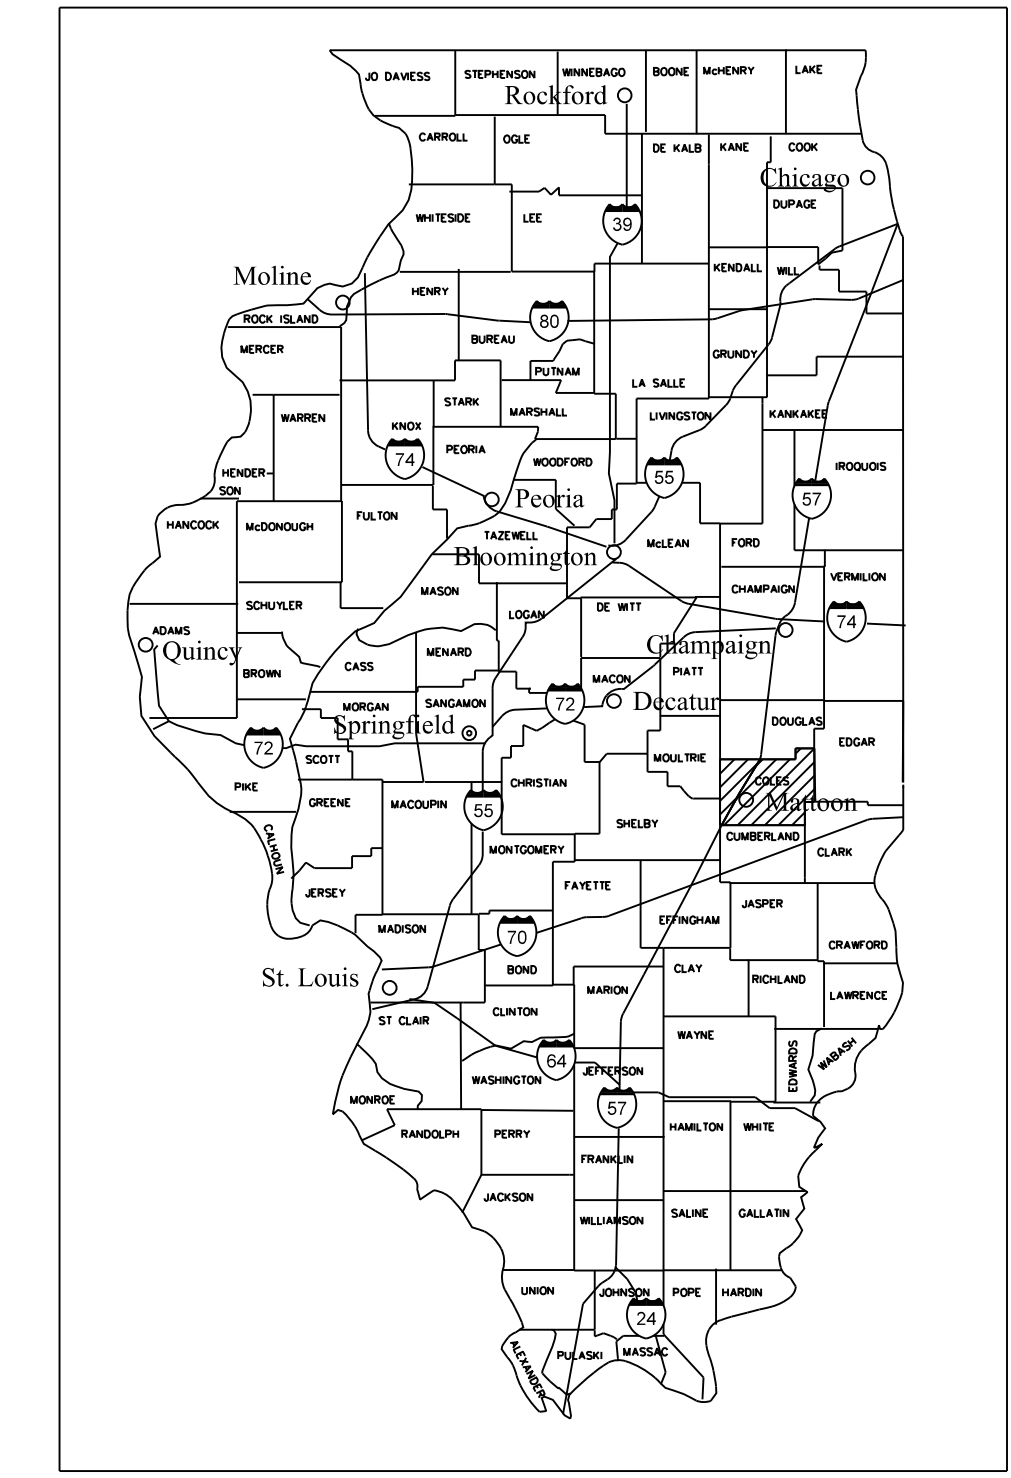 JO DAVIESS
STEPHENSON
WINNEBAGO
BOONE
McHENRY
LAKE
Rockford
CARROLL
OGLE
DE KALB
KANE
COOK
Chicago
DUPAGE
WHITESIDE
LEE
39
KENDALL
WILL
Moline
HENRY
ROCK ISLAND
80
MERCER
BUREAU
GRUNDY
PUTNAM
LA SALLE
STARK
MARSHALL
WARREN
KNOX
LIVINGSTON
KANKAKEE
74
PEORIA
WOODFORD
55
IROQUOIS
HENDER-
SON
57
Peoria
HANCOCK
McDONOUGH
FULTON
TAZEWELL
McLEAN
FORD
Bloomington
MASON
CHAMPAIGN
VERMILION
SCHUYLER
LOGAN
DE WITT
74
ADAMS
Quincy
MENARD
Champaign
CASS
BROWN
MACON
PIATT
MORGAN
SANGAMON
72
Decatur
Springfield
DOUGLAS
72
EDGAR
SCOTT
MOULTRIE
PIKE
CHRISTIAN
COLES
GREENE
MACOUPIN
55
Mattoon
SHELBY
CALHOUN
CUMBERLAND
MONTGOMERY
CLARK
JERSEY
FAYETTE
JASPER
EFFINGHAM
MADISON
70
CRAWFORD
St. Louis
BOND
CLAY
RICHLAND
MARION
LAWRENCE
ST CLAIR
CLINTON
WAYNE
EDWARDS
WABASH
64
JEFFERSON
WASHINGTON
MONROE
57
RANDOLPH
PERRY
HAMILTON
WHITE
FRANKLIN
JACKSON
WILLIAMSON
SALINE
GALLATIN
UNION
JOHNSON
POPE
HARDIN
24
ALEXANDER
PULASKI
MASSAC